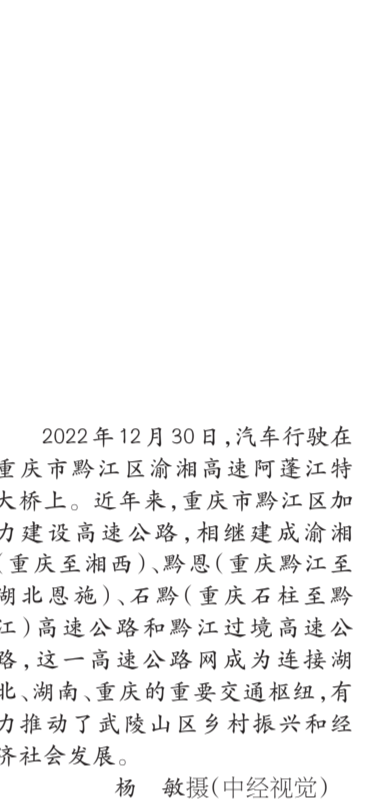 2022年12月30日,汽车行驶在
重庆市黔江区渝湘高速阿蓬江特
大桥上。近年来,重庆市黔江区加
力建设高速公路,相继建成渝湘
(重庆至湘西)、黔恩(重庆黔江至
湖北恩施)、石黔(重庆石柱至黔
江)高速公路和黔江过境高速公
路,这一高速公路网成为连接湖
北、湖南、重庆的重要交通枢纽,有
力推动了武陵山区乡村振兴和经
济社会发展。
杨 敏摄(中经视觉)